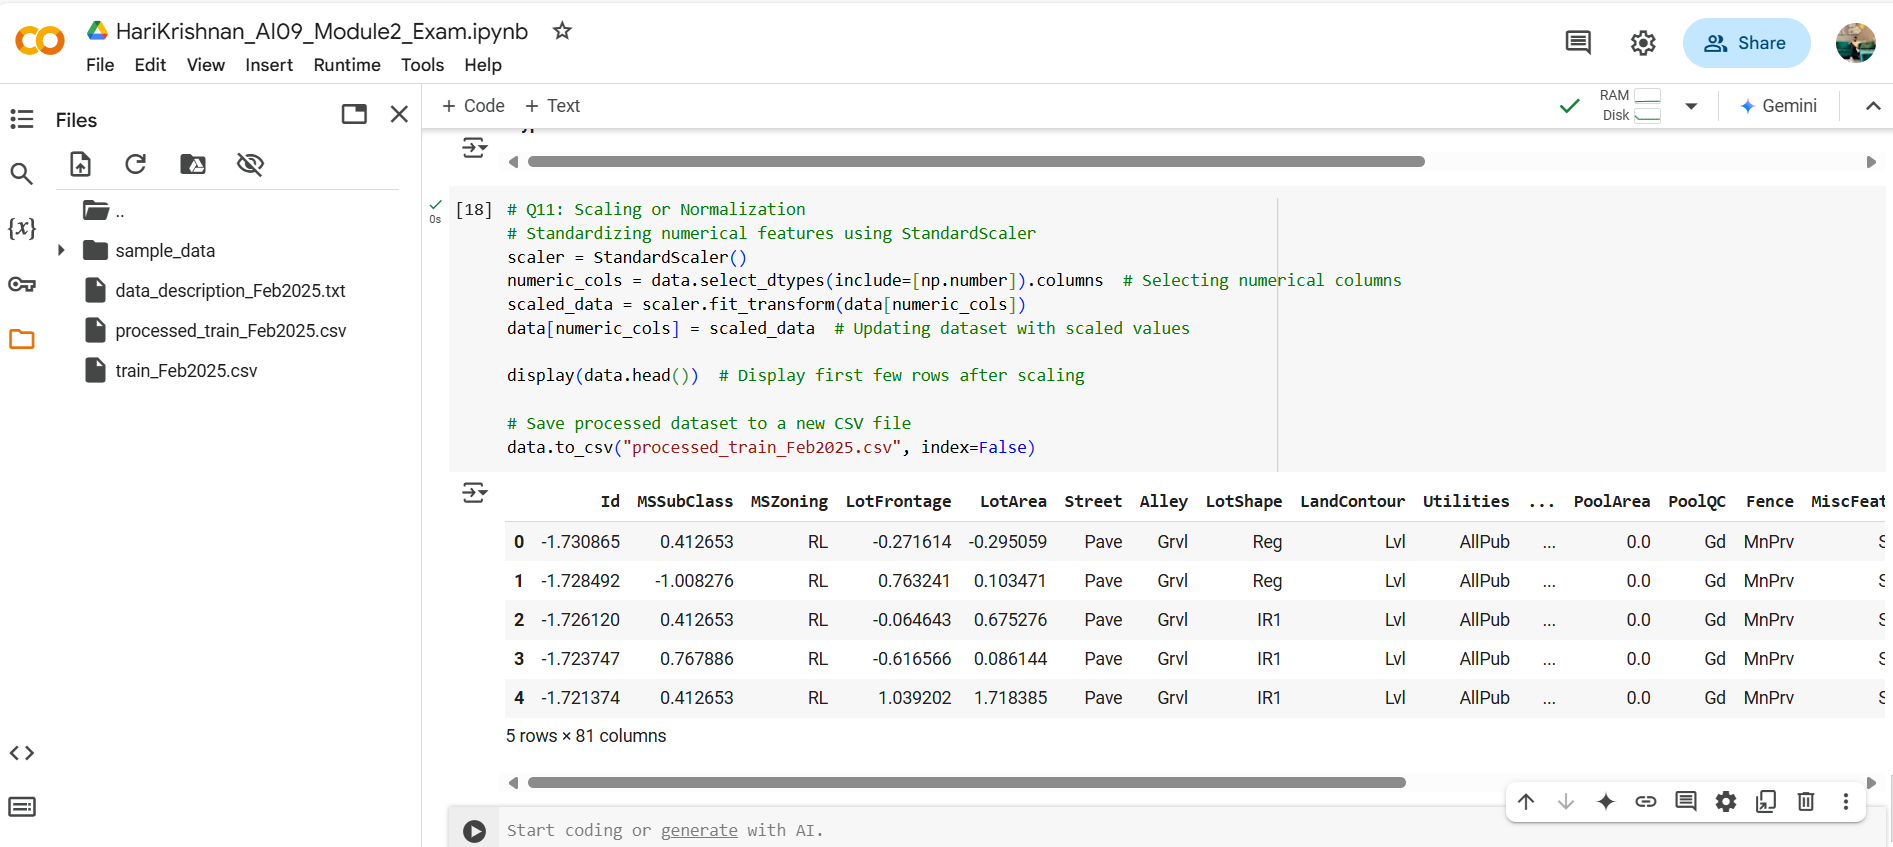 HariKrishnan_AI09_Module2_Exam.ipynb
File Edit View Insert Runtime Tools Help
Share
Files
+ Code + Text
RAM
Disk
Gemini
..
sample_data
data_description_Feb2025.txt
processed_train_Feb2025.csv
train_Feb2025.csv
0s
[18] # Q11: Scaling or Normalization
# Standardizing numerical features using StandardScaler
scaler = StandardScaler()
numeric_cols = data.select_dtypes(include=[np.number]).columns  # Selecting numerical columns
scaled_data = scaler.fit_transform(data[numeric_cols])
data[numeric_cols] = scaled_data  # Updating dataset with scaled values
display(data.head())  # Display first few rows after scaling
# Save processed dataset to a new CSV file
data.to_csv("processed_train_Feb2025.csv", index=False)
Id MSSubClass MSZoning LotFrontage LotArea Street Alley LotShape LandContour Utilities ... PoolArea PoolQC Fence MiscFeat
0 -1.730865 0.412653 RL -0.271614 -0.295059 Pave Grvl Reg Lvl AllPub ... 0.0 Gd MnPrv S
1 -1.728492 -1.008276 RL 0.763241 0.103471 Pave Grvl Reg Lvl AllPub ... 0.0 Gd MnPrv S
2 -1.726120 0.412653 RL -0.064643 0.675276 Pave Grvl IR1 Lvl AllPub ... 0.0 Gd MnPrv S
3 -1.723747 0.767886 RL -0.616566 0.086144 Pave Grvl IR1 Lvl AllPub ... 0.0 Gd MnPrv S
4 -1.721374 0.412653 RL 1.039202 1.718385 Pave Grvl IR1 Lvl AllPub ... 0.0 Gd MnPrv S
5 rows × 81 columns
Start coding or generate with AI.